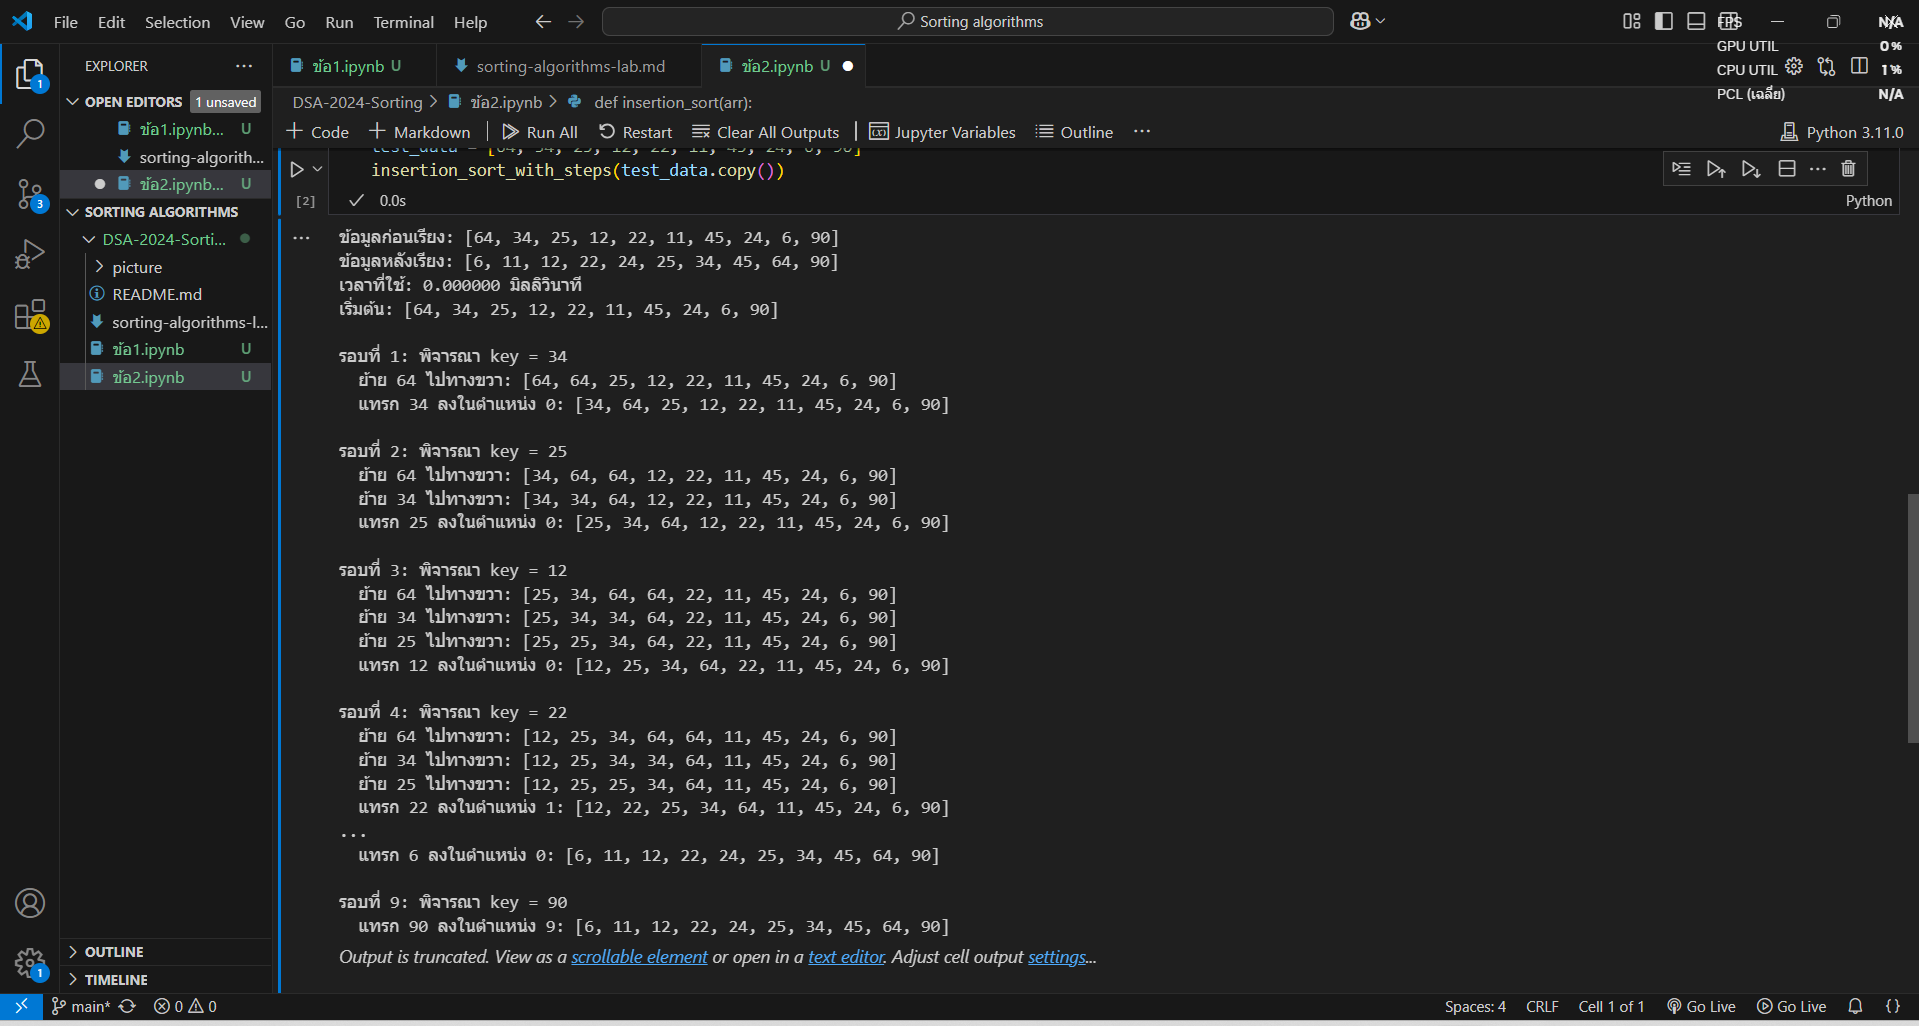 File Edit Selection View Go Run Terminal Help
Sorting algorithms
FPS N/A
GPU UTIL 0%
CPU UTIL 1%
PCL (เฉลี่ย) N/A
EXPLORER
OPEN EDITORS 1 unsaved
ข้อ1.ipynb... U
sorting-algorith...
ข้อ2.ipynb... U
SORTING ALGORITHMS
DSA-2024-Sorti...
picture
README.md
sorting-algorithms-l...
ข้อ1.ipynb U
ข้อ2.ipynb U
OUTLINE
TIMELINE
ข้อ1.ipynb U sorting-algorithms-lab.md ข้อ2.ipynb U
DSA-2024-Sorting > ข้อ2.ipynb > def insertion_sort(arr):
+ Code + Markdown | Run All Restart Clear All Outputs | Jupyter Variables Outline ...
Python 3.11.0
test_data = [64, 34, 25, 12, 22, 11, 45, 24, 6, 90]
insertion_sort_with_steps(test_data.copy())
[2] ✓ 0.0s Python
... ข้อมูลก่อนเรียง: [64, 34, 25, 12, 22, 11, 45, 24, 6, 90]
ข้อมูลหลังเรียง: [6, 11, 12, 22, 24, 25, 34, 45, 64, 90]
เวลาที่ใช้: 0.000000 มิลลิวินาที
เริ่มต้น: [64, 34, 25, 12, 22, 11, 45, 24, 6, 90]
รอบที่ 1: พิจารณา key = 34
ย้าย 64 ไปทางขวา: [64, 64, 25, 12, 22, 11, 45, 24, 6, 90]
แทรก 34 ลงในตำแหน่ง 0: [34, 64, 25, 12, 22, 11, 45, 24, 6, 90]
รอบที่ 2: พิจารณา key = 25
ย้าย 64 ไปทางขวา: [34, 64, 64, 12, 22, 11, 45, 24, 6, 90]
ย้าย 34 ไปทางขวา: [34, 34, 64, 12, 22, 11, 45, 24, 6, 90]
แทรก 25 ลงในตำแหน่ง 0: [25, 34, 64, 12, 22, 11, 45, 24, 6, 90]
รอบที่ 3: พิจารณา key = 12
ย้าย 64 ไปทางขวา: [25, 34, 64, 64, 22, 11, 45, 24, 6, 90]
ย้าย 34 ไปทางขวา: [25, 34, 34, 64, 22, 11, 45, 24, 6, 90]
ย้าย 25 ไปทางขวา: [25, 25, 34, 64, 22, 11, 45, 24, 6, 90]
แทรก 12 ลงในตำแหน่ง 0: [12, 25, 34, 64, 22, 11, 45, 24, 6, 90]
รอบที่ 4: พิจารณา key = 22
ย้าย 64 ไปทางขวา: [12, 25, 34, 64, 64, 11, 45, 24, 6, 90]
ย้าย 34 ไปทางขวา: [12, 25, 34, 34, 64, 11, 45, 24, 6, 90]
ย้าย 25 ไปทางขวา: [12, 25, 25, 34, 64, 11, 45, 24, 6, 90]
แทรก 22 ลงในตำแหน่ง 1: [12, 22, 25, 34, 64, 11, 45, 24, 6, 90]
...
แทรก 6 ลงในตำแหน่ง 0: [6, 11, 12, 22, 24, 25, 34, 45, 64, 90]
รอบที่ 9: พิจารณา key = 90
แทรก 90 ลงในตำแหน่ง 9: [6, 11, 12, 22, 24, 25, 34, 45, 64, 90]
Output is truncated. View as a scrollable element or open in a text editor. Adjust cell output settings...
main* 0 0 Spaces: 4 CRLF Cell 1 of 1 Go Live Go Live